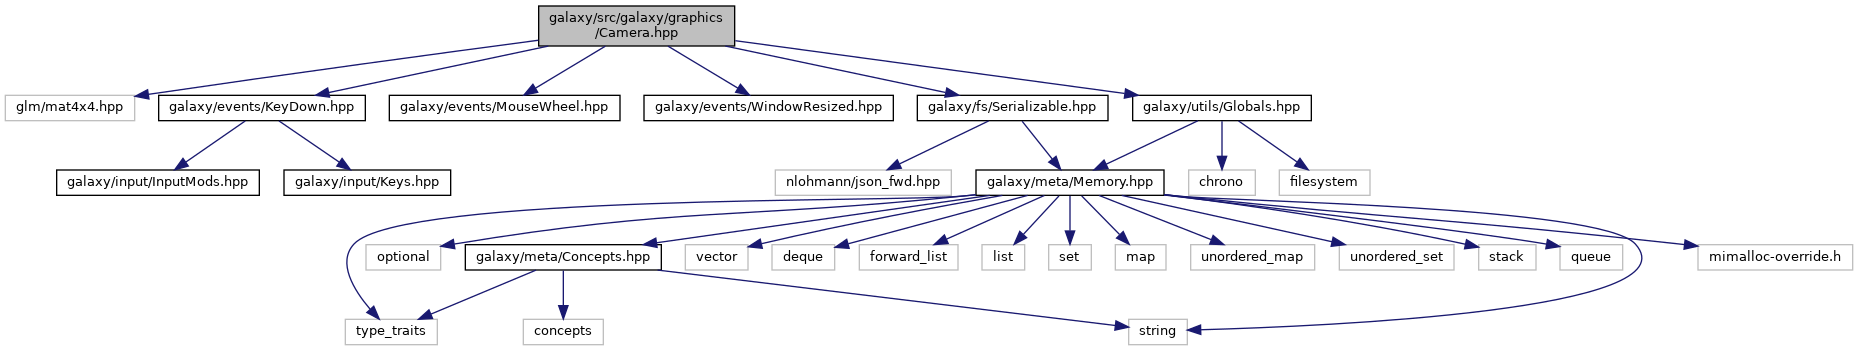 galaxy/src/galaxy/graphics
/Camera.hpp
glm/mat4x4.hpp
galaxy/events/KeyDown.hpp
galaxy/events/MouseWheel.hpp
galaxy/events/WindowResized.hpp
galaxy/fs/Serializable.hpp
galaxy/utils/Globals.hpp
galaxy/input/InputMods.hpp
galaxy/input/Keys.hpp
nlohmann/json_fwd.hpp
galaxy/meta/Memory.hpp
chrono
filesystem
optional
galaxy/meta/Concepts.hpp
vector
deque
forward_list
list
set
map
unordered_map
unordered_set
stack
queue
mimalloc-override.h
type_traits
concepts
string